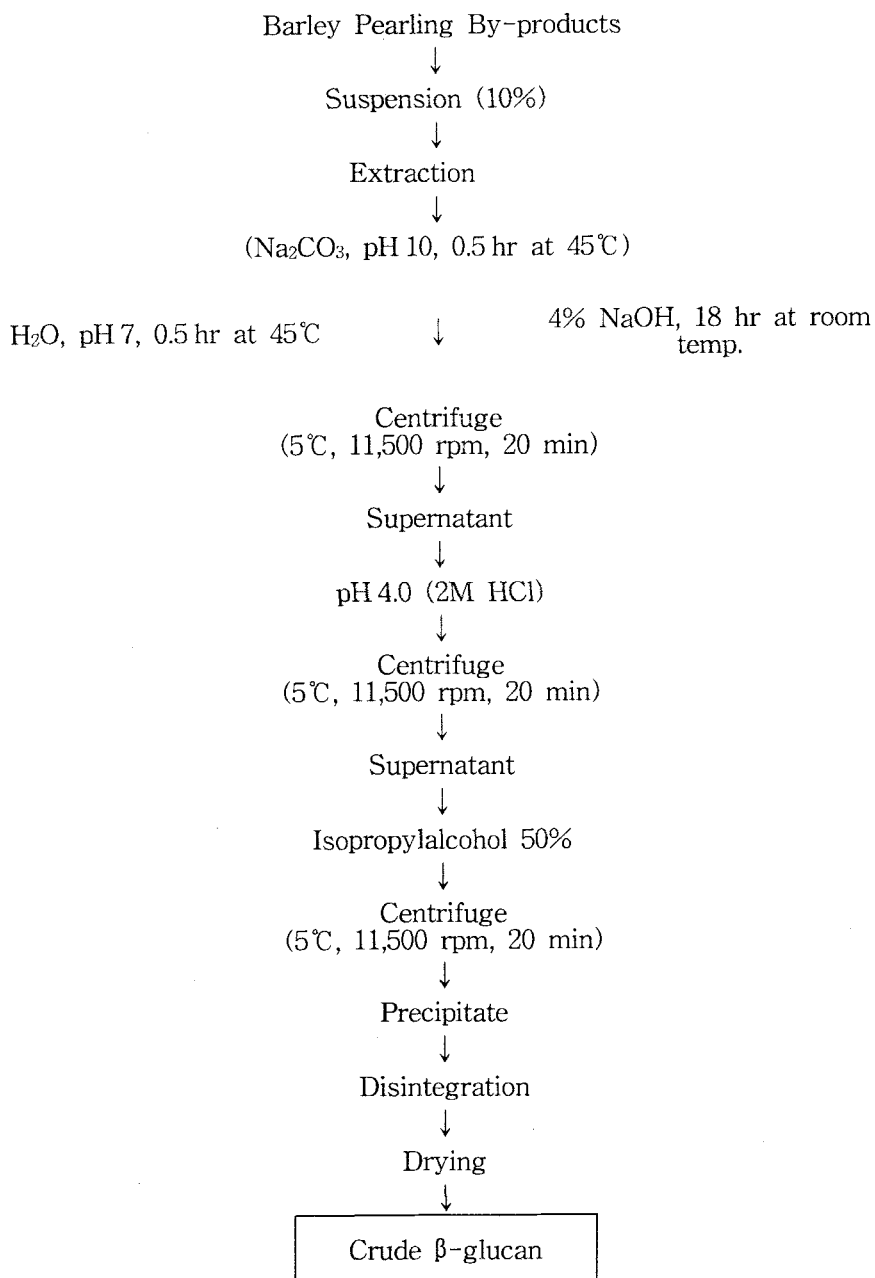 Barley Pearling By-products
↓
Suspension (10%)
↓
Extraction
↓
(Na₂CO₃, pH 10, 0.5 hr at 45℃)
H₂O, pH 7, 0.5 hr at 45℃
↓
4% NaOH, 18 hr at room
temp.
Centrifuge
(5℃, 11,500 rpm, 20 min)
↓
Supernatant
↓
pH 4.0 (2M HCl)
↓
Centrifuge
(5℃, 11,500 rpm, 20 min)
↓
Supernatant
↓
Isopropylalcohol 50%
↓
Centrifuge
(5℃, 11,500 rpm, 20 min)
↓
Precipitate
↓
Disintegration
↓
Drying
↓
Crude β-glucan